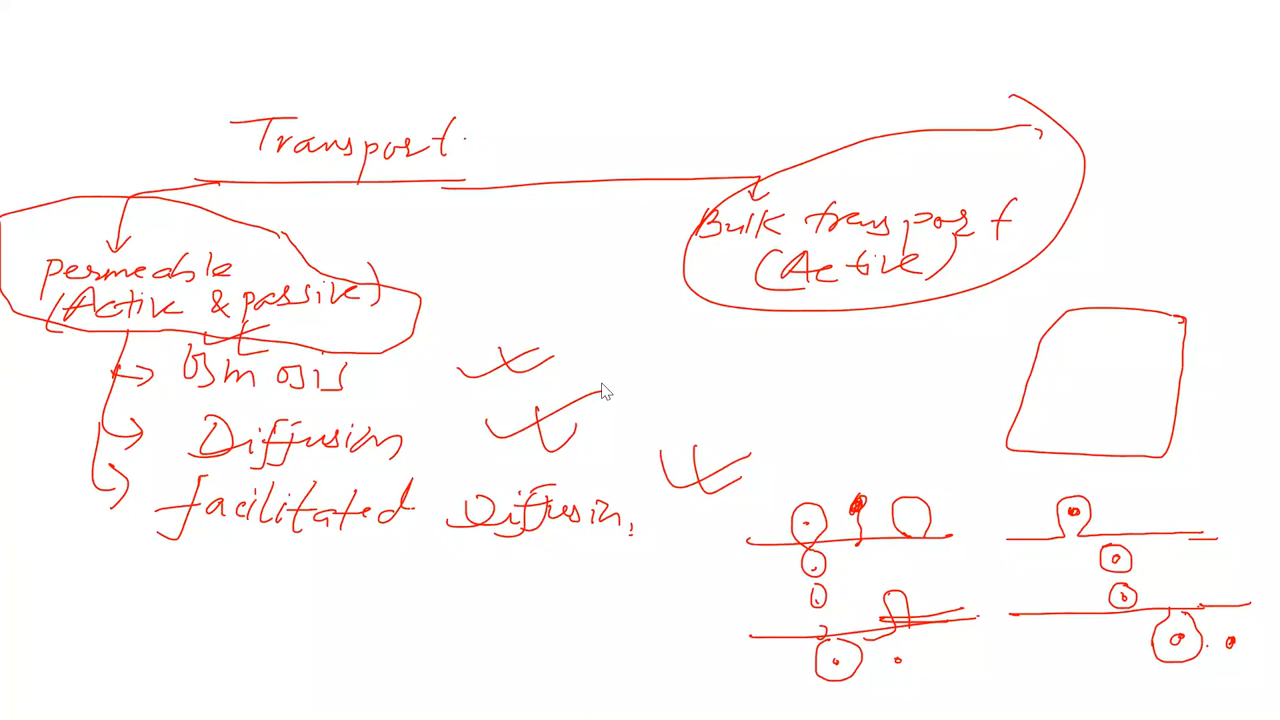 Transport.
Permeable
(Active & passive)
Bulk transport
(Active)
Osmosis
Diffusion
facilitated Diffusion.